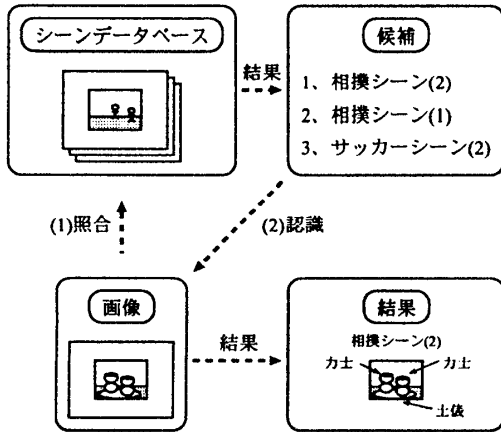 シーンデータベース
結果
候補
1、相撲シーン(2)
2、相撲シーン(1)
3、サッカーシーン(2)
(1)照合
(2)認識
画像
結果
結果
相撲シーン(2)
力士
力士
土俵